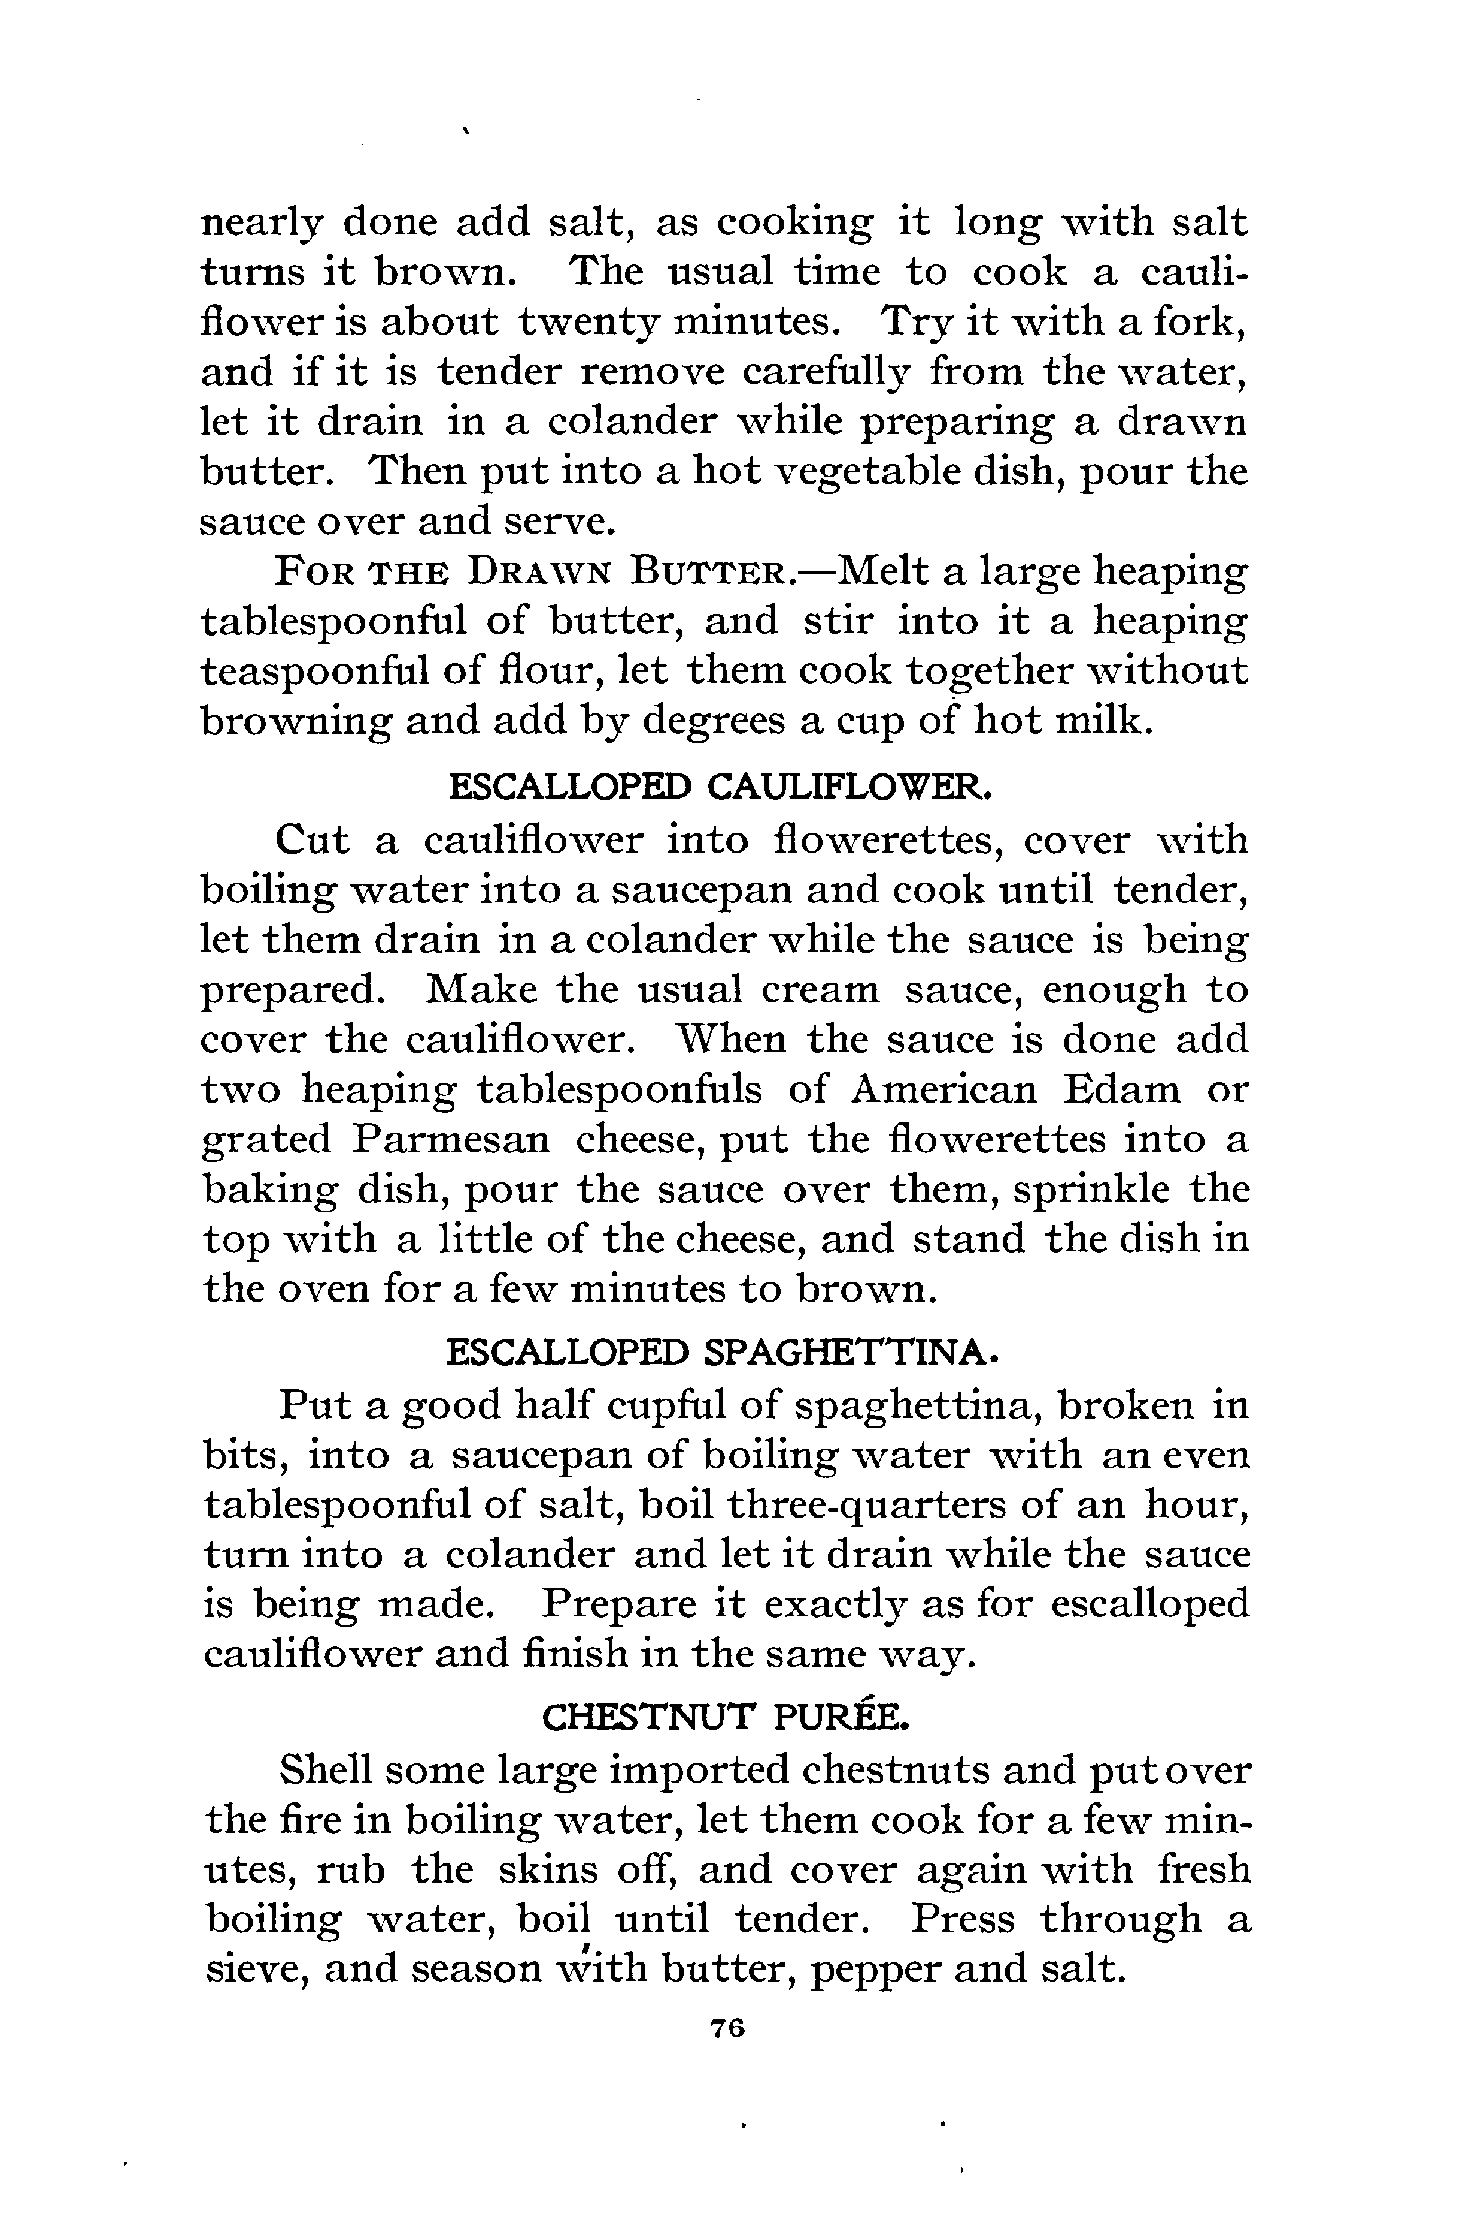 nearly done add salt, as cooking it long with salt
turns it brown. The usual time to cook a cauli-
flower is about twenty minutes. Try it with a fork,
and if it is tender remove carefully from the water,
let it drain in a colander while preparing a drawn
butter. Then put into a hot vegetable dish, pour the
sauce over and serve.
FOR THE DRAWN BUTTER.—Melt a large heaping
tablespoonful of butter, and stir into it a heaping
teaspoonful of flour, let them cook together without
browning and add by degrees a cup of hot milk.
ESCALLOPED CAULIFLOWER.
Cut a cauliflower into flowerettes, cover with
boiling water into a saucepan and cook until tender,
let them drain in a colander while the sauce is being
prepared. Make the usual cream sauce, enough to
cover the cauliflower. When the sauce is done add
two heaping tablespoonfuls of American Edam or
grated Parmesan cheese, put the flowerettes into a
baking dish, pour the sauce over them, sprinkle the
top with a little of the cheese, and stand the dish in
the oven for a few minutes to brown.
ESCALLOPED SPAGHETTINA.
Put a good half cupful of spaghettina, broken in
bits, into a saucepan of boiling water with an even
tablespoonful of salt, boil three-quarters of an hour,
turn into a colander and let it drain while the sauce
is being made. Prepare it exactly as for escalloped
cauliflower and finish in the same way.
CHESTNUT PURÉE.
Shell some large imported chestnuts and put over
the fire in boiling water, let them cook for a few min-
utes, rub the skins off, and cover again with fresh
boiling water, boil until tender. Press through a
sieve, and season with butter, pepper and salt.
76